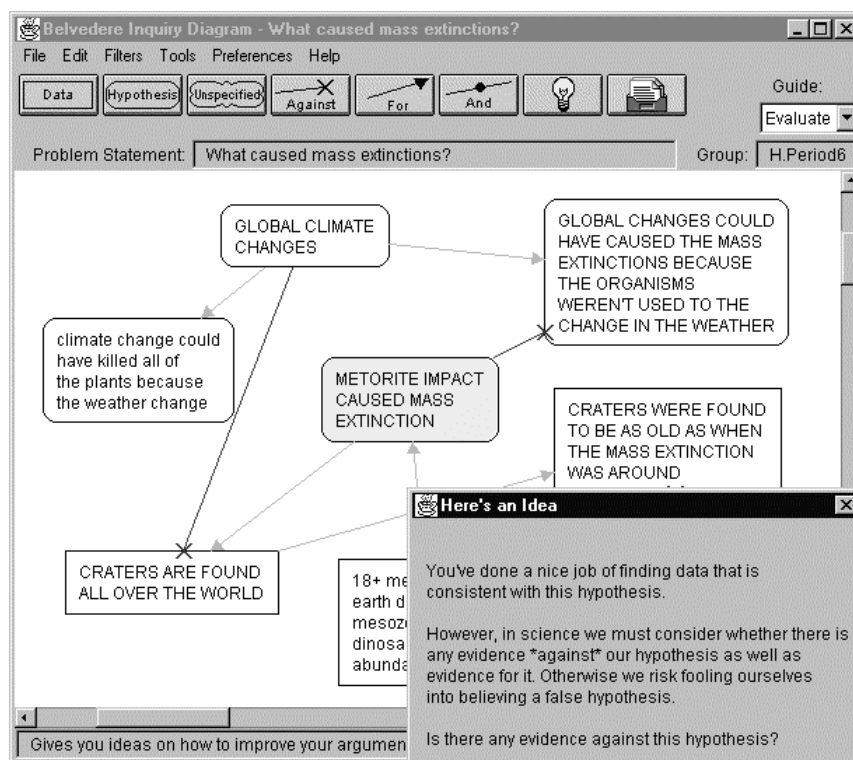 Belvedere Inquiry Diagram - What caused mass extinctions?
File Edit Filters Tools Preferences Help
Data
Hypothesis
Unspecified
Against
For
And
Guide:
Evaluate
Problem Statement: What caused mass extinctions?
Group: H.Period6
GLOBAL CLIMATE
CHANGES
GLOBAL CHANGES COULD
HAVE CAUSED THE MASS
EXTINCTIONS BECAUSE
THE ORGANISMS
WEREN'T USED TO THE
CHANGE IN THE WEATHER
climate change could
have killed all of
the plants because
the weather change
METORITE IMPACT
CAUSED MASS
EXTINCTION
CRATERS WERE FOUND
TO BE AS OLD AS WHEN
THE MASS EXTINCTION
WAS AROUND
CRATERS ARE FOUND
ALL OVER THE WORLD
18+ me
earth d
mesozo
dinosa
abunda
Here's an Idea
You've done a nice job of finding data that is
consistent with this hypothesis.
However, in science we must consider whether there is
any evidence *against* our hypothesis as well as
evidence for it. Otherwise we risk fooling ourselves
into believing a false hypothesis.
Is there any evidence against this hypothesis?
Gives you ideas on how to improve your argumen